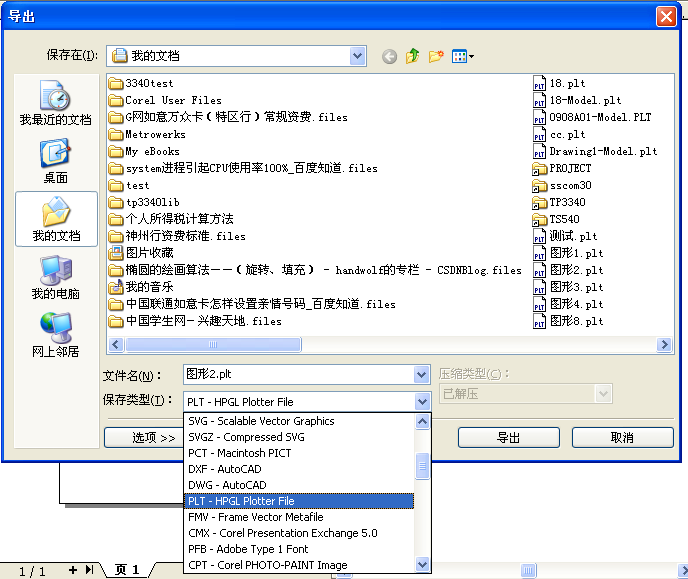 导出
保存在(I):
我的文档
我最近的文档
桌面
我的文档
我的电脑
网上邻居
3340test
Corel User Files
G网如意万众卡（特区行）常规资费.files
Metrowerks
My eBooks
system进程引起CPU使用率100%_百度知道.files
test
tp3340lib
个人所得税计算方法
神州行资费标准.files
图片收藏
椭圆的绘画算法——（旋转、填充） - handwolf的专栏 - CSDNBlog.files
我的音乐
中国联通如意卡怎样设置亲情号码_百度知道.files
中国学生网-兴趣天地.files
18.plt
18-Model.plt
0908A01-Model.PLT
cc.plt
Drawing1-Model.plt
PROJECT
sscom30
TP3340
TS540
测试.plt
图形1.plt
图形2.plt
图形3.plt
图形4.plt
图形8.plt
文件名(N):
图形2.plt
压缩类型(C):
保存类型(T):
PLT - HPGL Plotter File
已解压
选项 >>
导出
取消
SVG - Scalable Vector Graphics
SVGZ - Compressed SVG
PCT - Macintosh PICT
DXF - AutoCAD
DWG - AutoCAD
PLT - HPGL Plotter File
FMV - Frame Vector Metafile
CMX - Corel Presentation Exchange 5.0
PFB - Adobe Type 1 Font
CPT - Corel PHOTO-PAINT Image
1 / 1
页 1